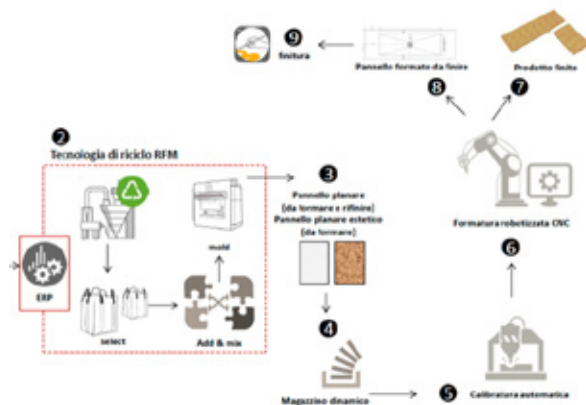 9
finitura
Pannello formato da finire
Prodotto finito
8
7
2
Tecnologia di riciclo RFM
3
Pannello planare
(da formare e rifinire)
Pannello planare estetico
(da formare)
Formatura robotizzata CNC
mold
6
ERP
select
Add & mix
4
Magazzino dinamico
5
Calibratura automatica